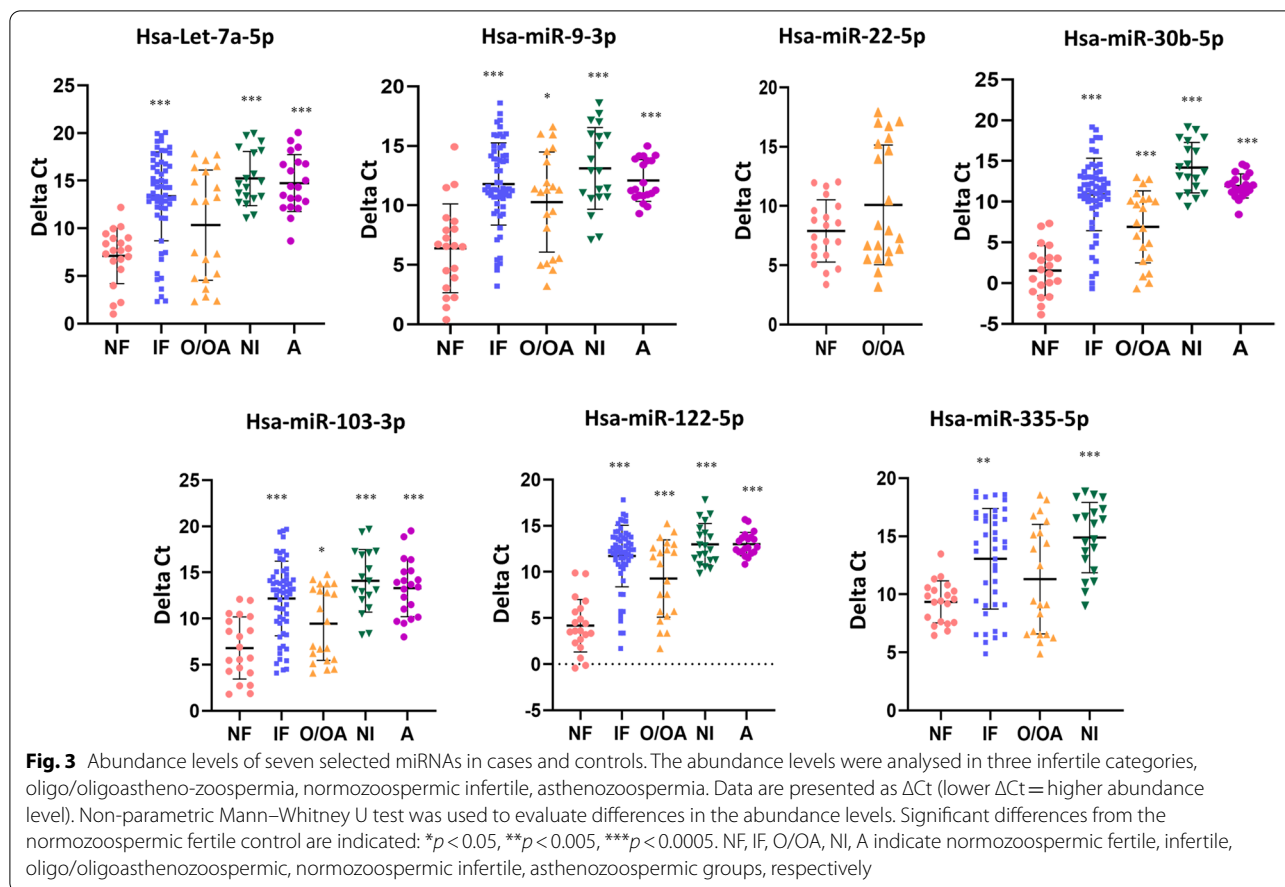 Hsa-Let-7a-5p
Delta Ct
25
20
15
10
5
0
*** *** ***
NF IF O/OA NI A
Hsa-miR-9-3p
Delta Ct
20
15
10
5
0
*** * *** ***
NF IF O/OA NI A
Hsa-miR-22-5p
Delta Ct
20
15
10
5
0
NF O/OA
Hsa-miR-30b-5p
Delta Ct
25
20
15
10
5
0
-5
*** *** *** ***
NF IF O/OA NI A
Hsa-miR-103-3p
Delta Ct
25
20
15
10
5
0
*** * *** ***
NF IF O/OA NI A
Hsa-miR-122-5p
Delta Ct
20
15
10
5
0
-5
*** *** *** ***
NF IF O/OA NI A
Hsa-miR-335-5p
Delta Ct
20
15
10
5
0
** ***
NF IF O/OA NI
Fig. 3 Abundance levels of seven selected miRNAs in cases and controls. The abundance levels were analysed in three infertile categories,
oligo/oligoastheno-zoospermia, normozoospermic infertile, asthenozoospermia. Data are presented as ΔCt (lower ΔCt = higher abundance
level). Non-parametric Mann–Whitney U test was used to evaluate differences in the abundance levels. Significant differences from the
normozoospermic fertile control are indicated: *p < 0.05, **p < 0.005, ***p < 0.0005. NF, IF, O/OA, NI, A indicate normozoospermic fertile, infertile,
oligo/oligoasthenozoospermic, normozoospermic infertile, asthenozoospermic groups, respectively